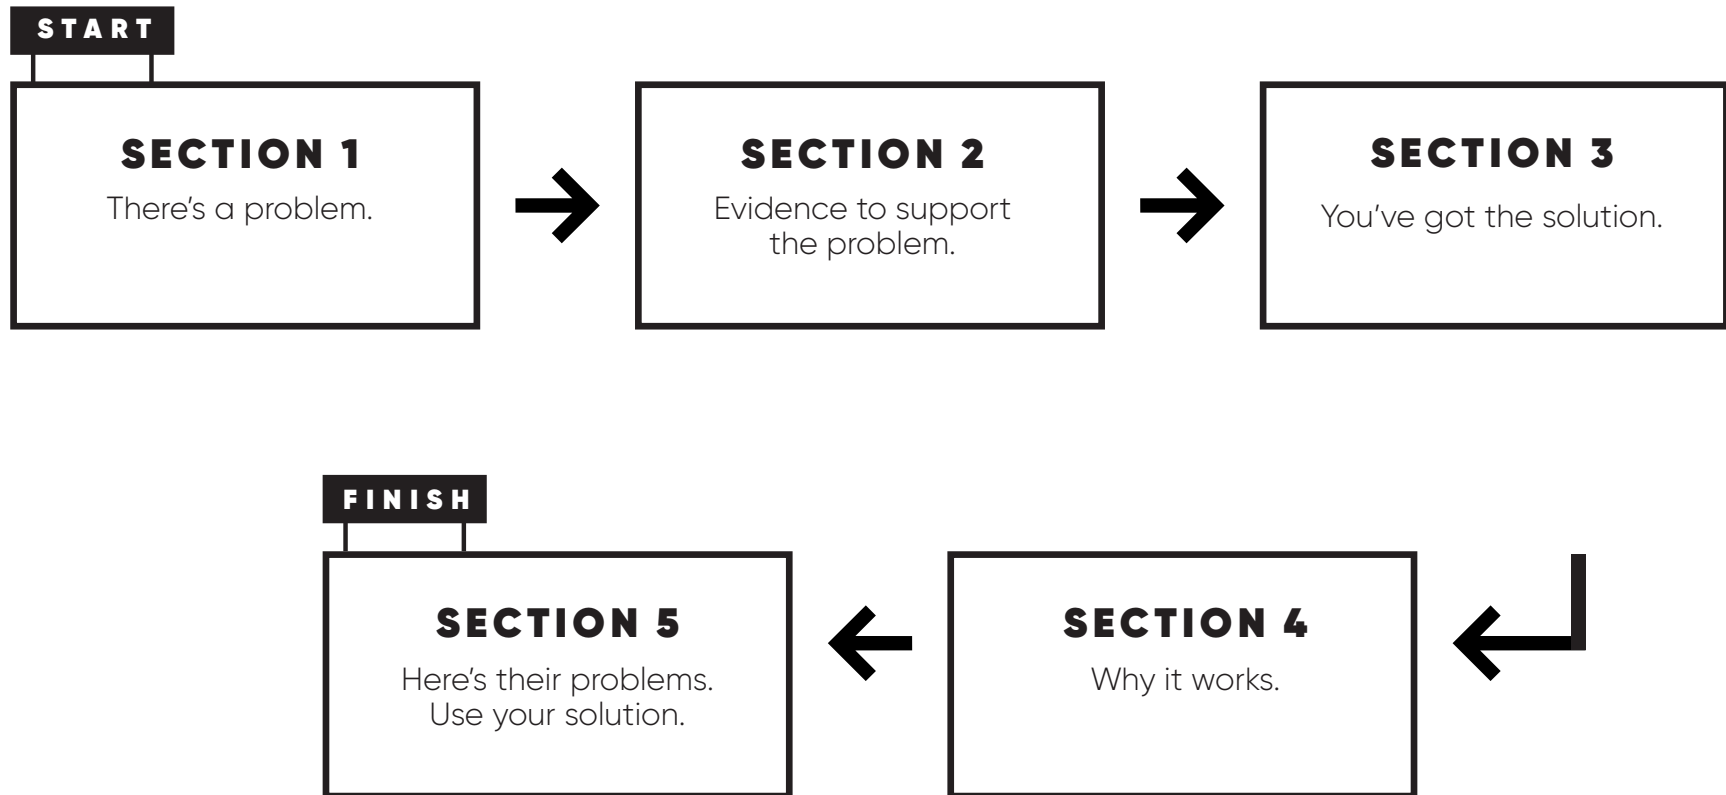 START
SECTION 1
There's a problem.
SECTION 2
Evidence to support
the problem.
SECTION 3
You've got the solution.
FINISH
SECTION 5
Here's their problems.
Use your solution.
SECTION 4
Why it works.